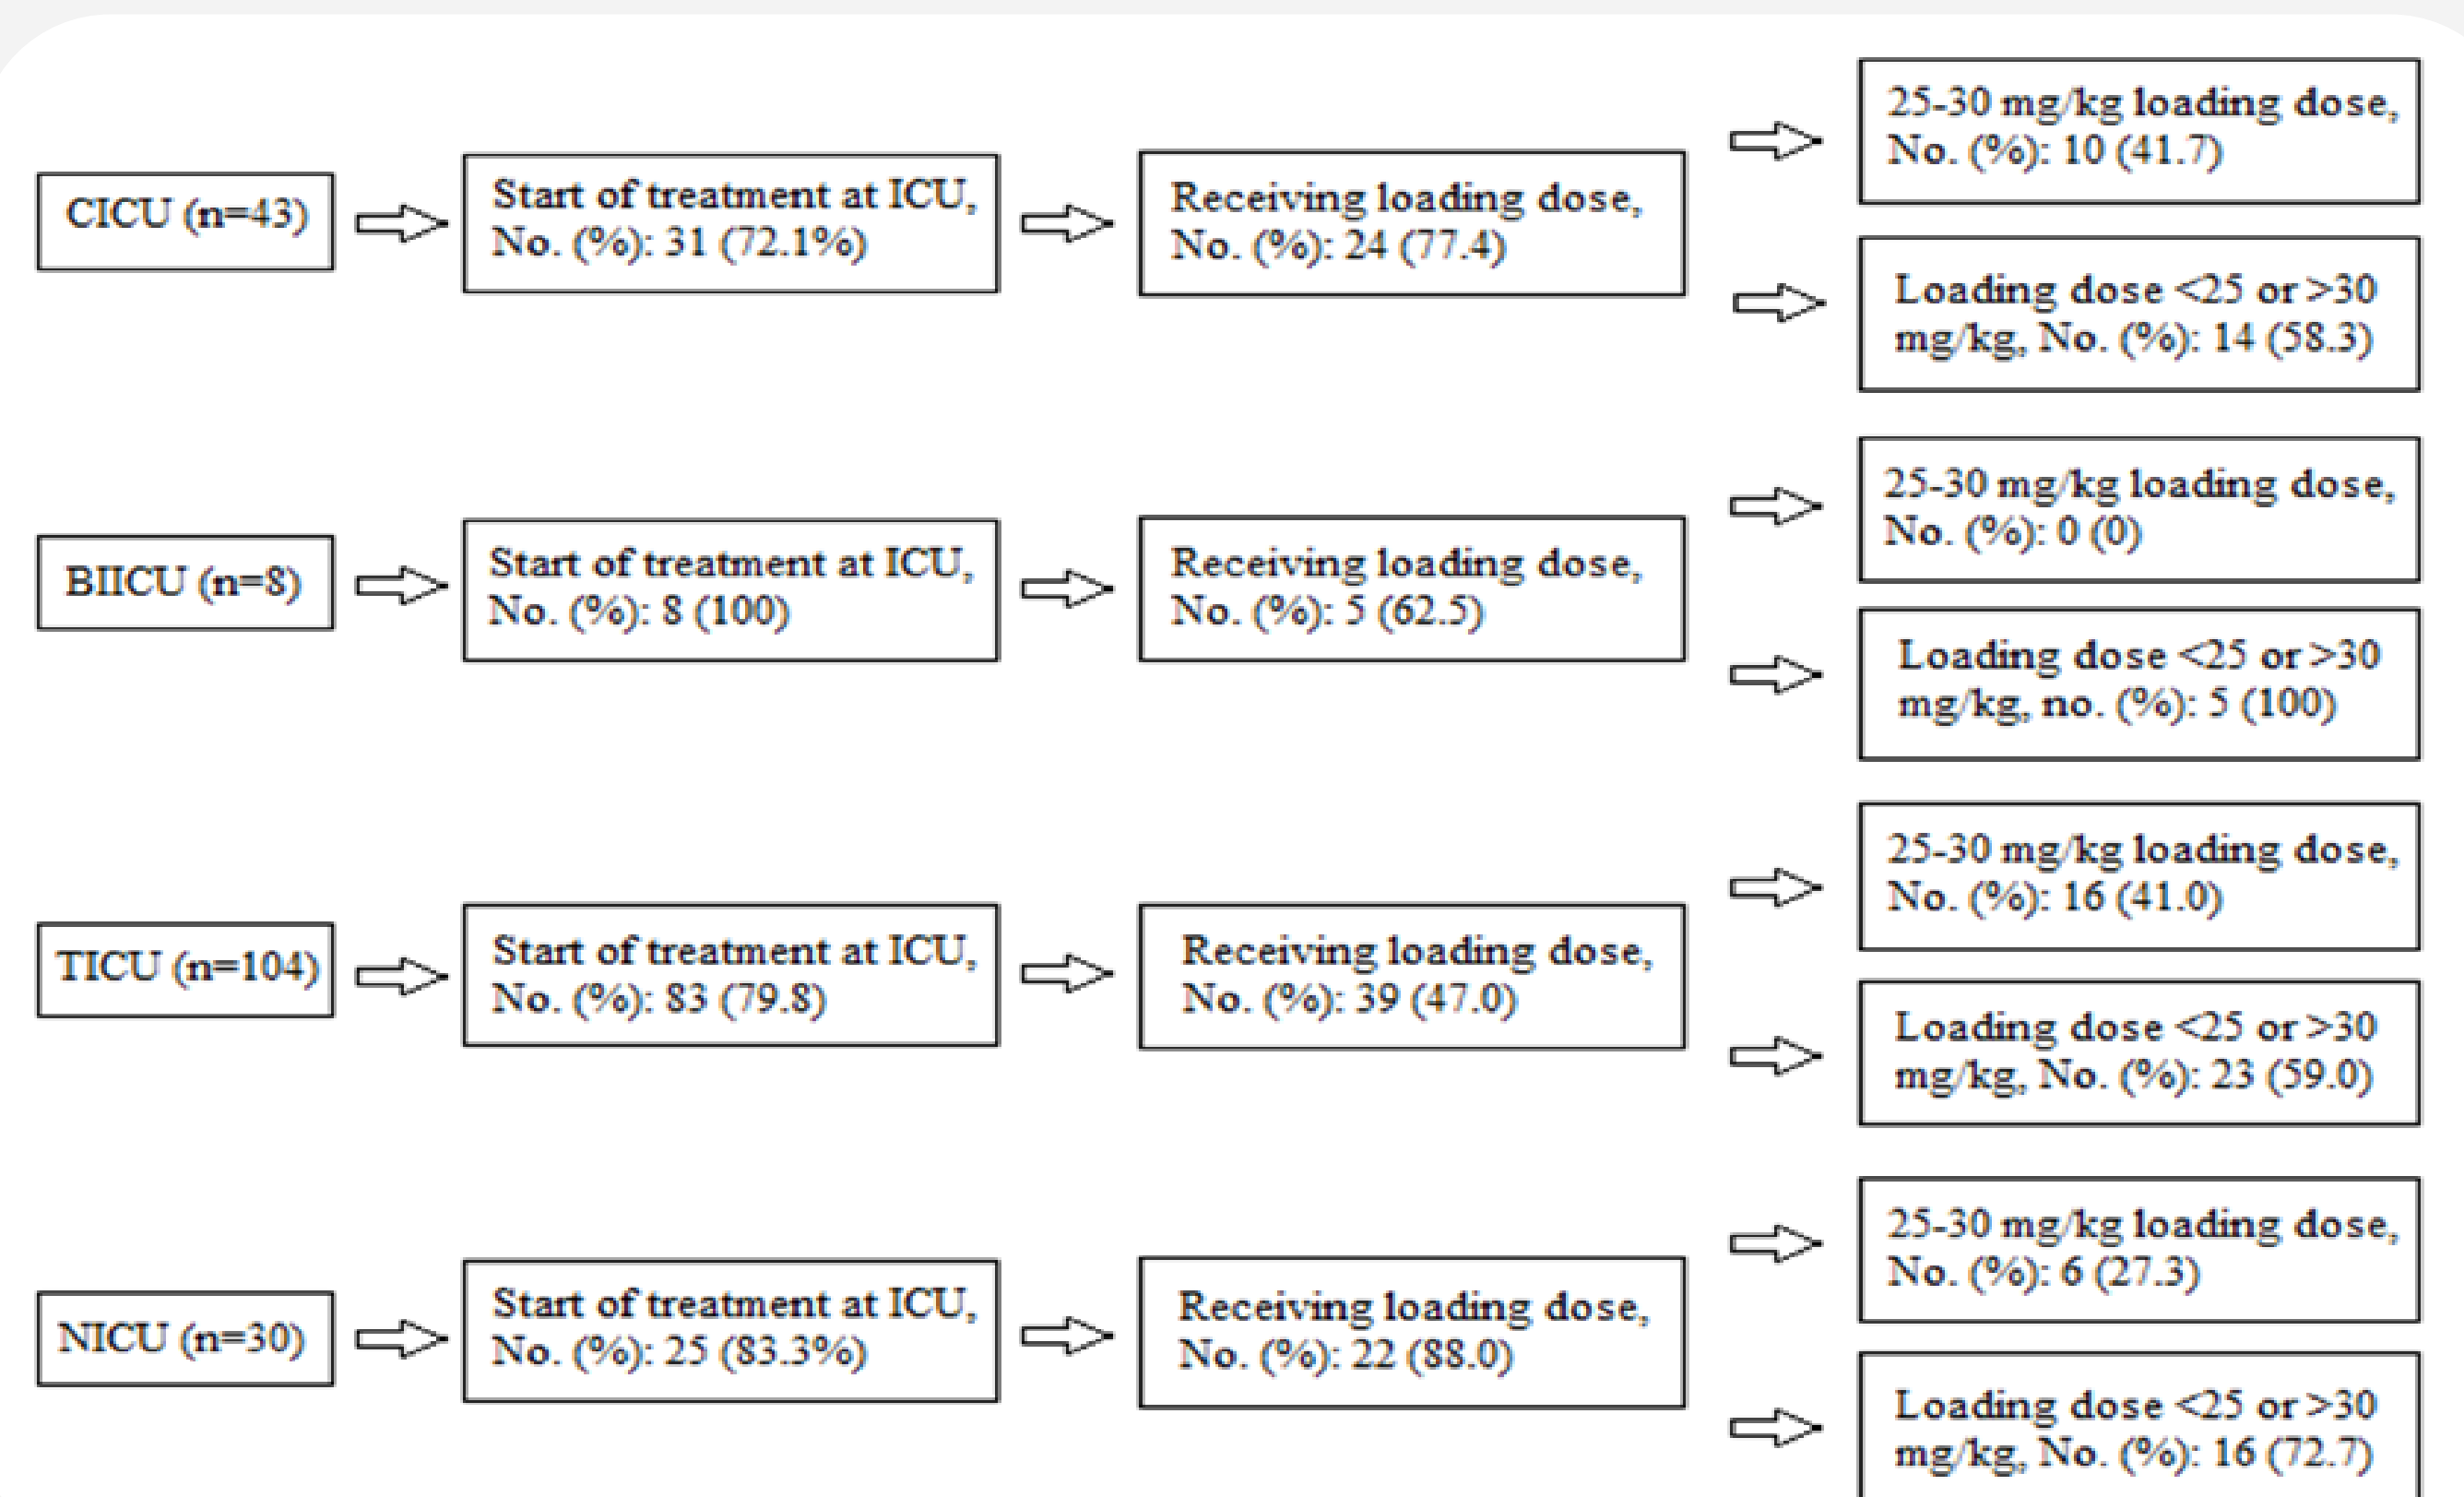 CICU (n=43)
Start of treatment at ICU,
No. (%): 31 (72.1%)
Receiving loading dose,
No. (%): 24 (77.4)
25-30 mg/kg loading dose,
No. (%): 10 (41.7)
Loading dose <25 or >30
mg/kg, No. (%): 14 (58.3)
BIICU (n=8)
Start of treatment at ICU,
No. (%): 8 (100)
Receiving loading dose,
No. (%): 5 (62.5)
25-30 mg/kg loading dose,
No. (%): 0 (0)
Loading dose <25 or >30
mg/kg, no. (%): 5 (100)
TICU (n=104)
Start of treatment at ICU,
No. (%): 83 (79.8)
Receiving loading dose,
No. (%): 39 (47.0)
25-30 mg/kg loading dose,
No. (%): 16 (41.0)
Loading dose <25 or >30
mg/kg, No. (%): 23 (59.0)
NICU (n=30)
Start of treatment at ICU,
No. (%): 25 (83.3%)
Receiving loading dose,
No. (%): 22 (88.0)
25-30 mg/kg loading dose,
No. (%): 6 (27.3)
Loading dose <25 or >30
mg/kg, No. (%): 16 (72.7)